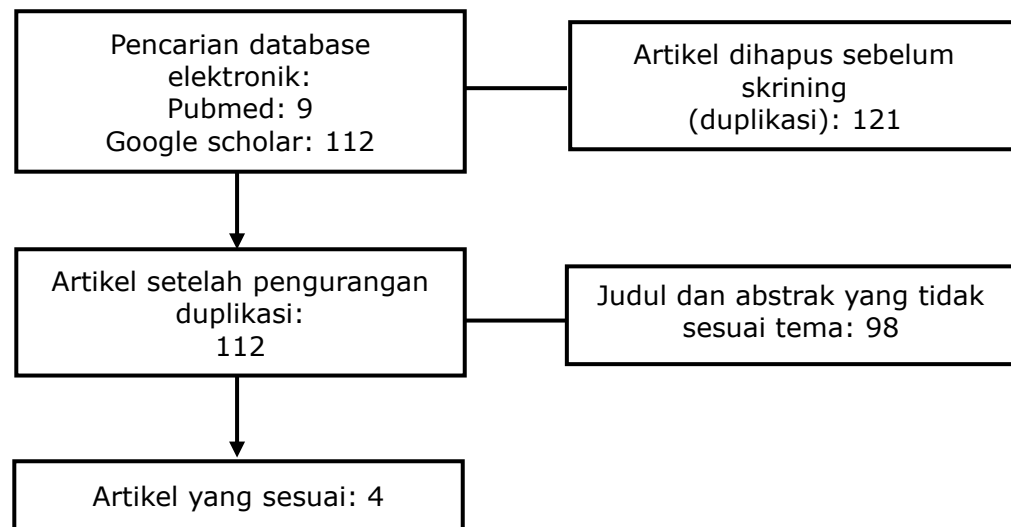 Pencarian database
elektronik:
Pubmed: 9
Google scholar: 112
Artikel dihapus sebelum
skrining
(duplikasi): 121
Artikel setelah pengurangan
duplikasi:
112
Judul dan abstrak yang tidak
sesuai tema: 98
Artikel yang sesuai: 4